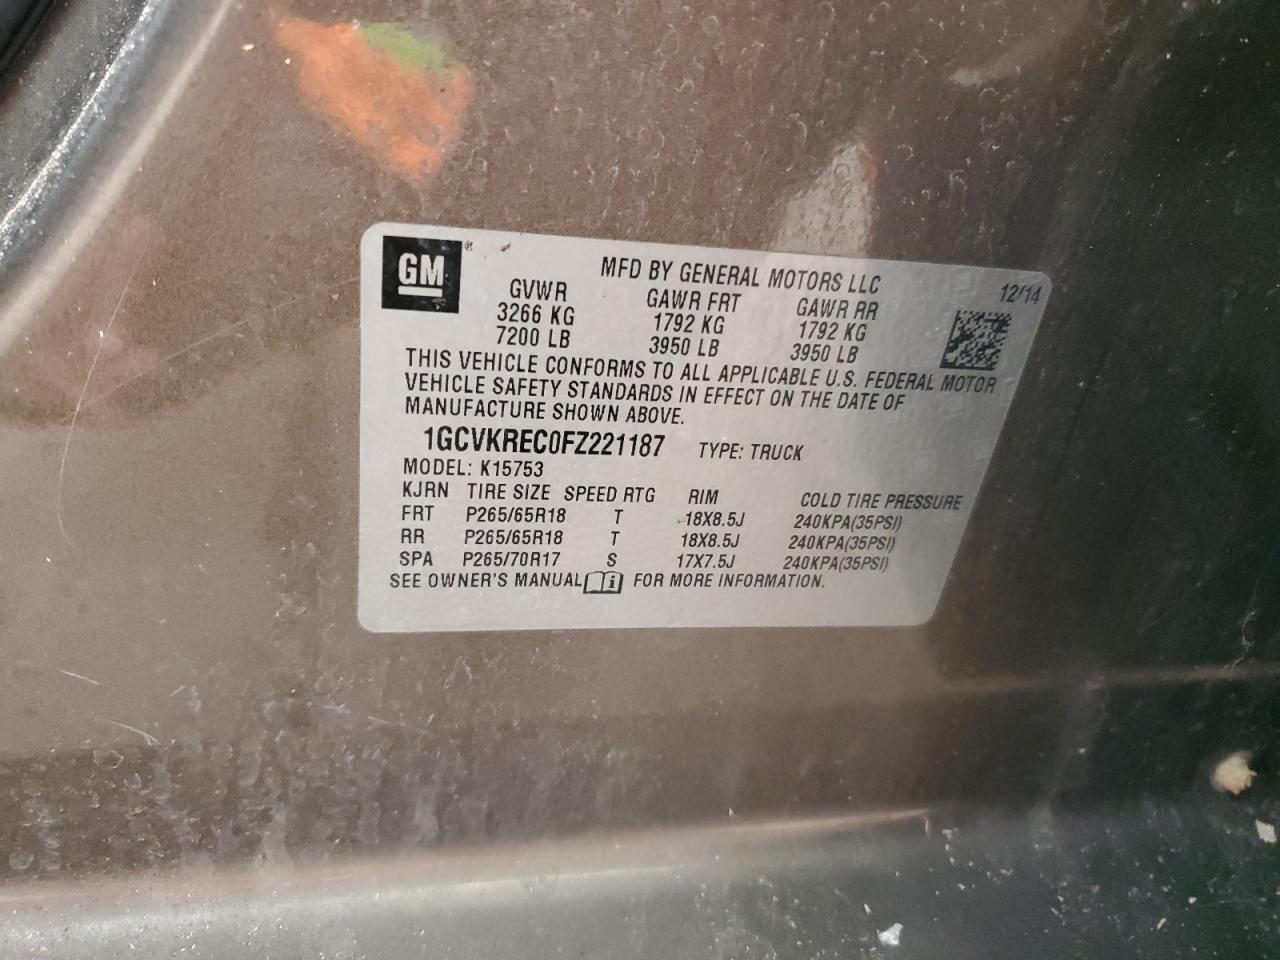 GM ®
MFD BY GENERAL MOTORS LLC
12/14
GVWR GAWR FRT GAWR RR
3266 KG 1792 KG 1792 KG
7200 LB 3950 LB 3950 LB
THIS VEHICLE CONFORMS TO ALL APPLICABLE U.S. FEDERAL MOTOR
VEHICLE SAFETY STANDARDS IN EFFECT ON THE DATE OF
MANUFACTURE SHOWN ABOVE.
1GCVKREC0FZ221187 TYPE: TRUCK
MODEL: K15753
KJRN TIRE SIZE SPEED RTG RIM COLD TIRE PRESSURE
FRT P265/65R18 T 18X8.5J 240KPA(35PSI)
RR P265/65R18 T 18X8.5J 240KPA(35PSI)
SPA P265/70R17 S 17X7.5J 240KPA(35PSI)
SEE OWNER'S MANUAL i FOR MORE INFORMATION.